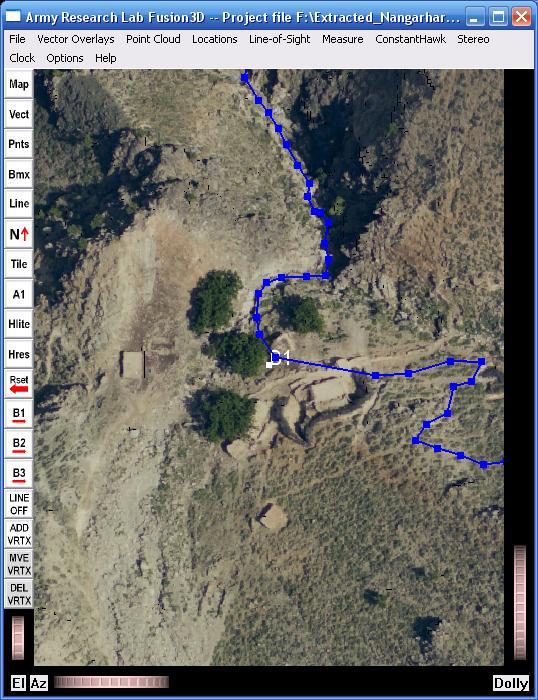 Army Research Lab Fusion3D -- Project file F:\Extracted_Nangarhar...
File Vector Overlays Point Cloud Locations Line-of-Sight Measure ConstantHawk Stereo
Clock Options Help
Map
Vect
Pnts
Bmx
Line
N↑
Tile
A1
Hlite
Hres
Rset
B1
B2
B3
LINE
OFF
ADD
VRTX
MVE
VRTX
DEL
VRTX
El Az Dolly